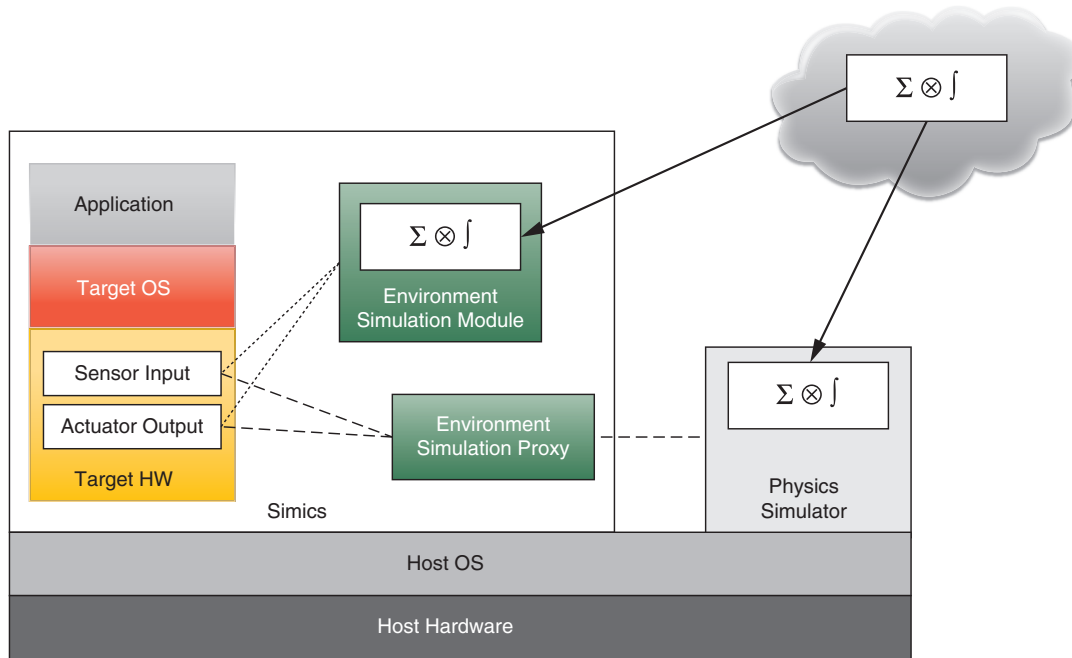 Σ ⊗ ∫
Application
Target OS
Sensor Input
Actuator Output
Target HW
Σ ⊗ ∫
Environment
Simulation Module
Environment
Simulation Proxy
Simics
Σ ⊗ ∫
Physics
Simulator
Host OS
Host Hardware